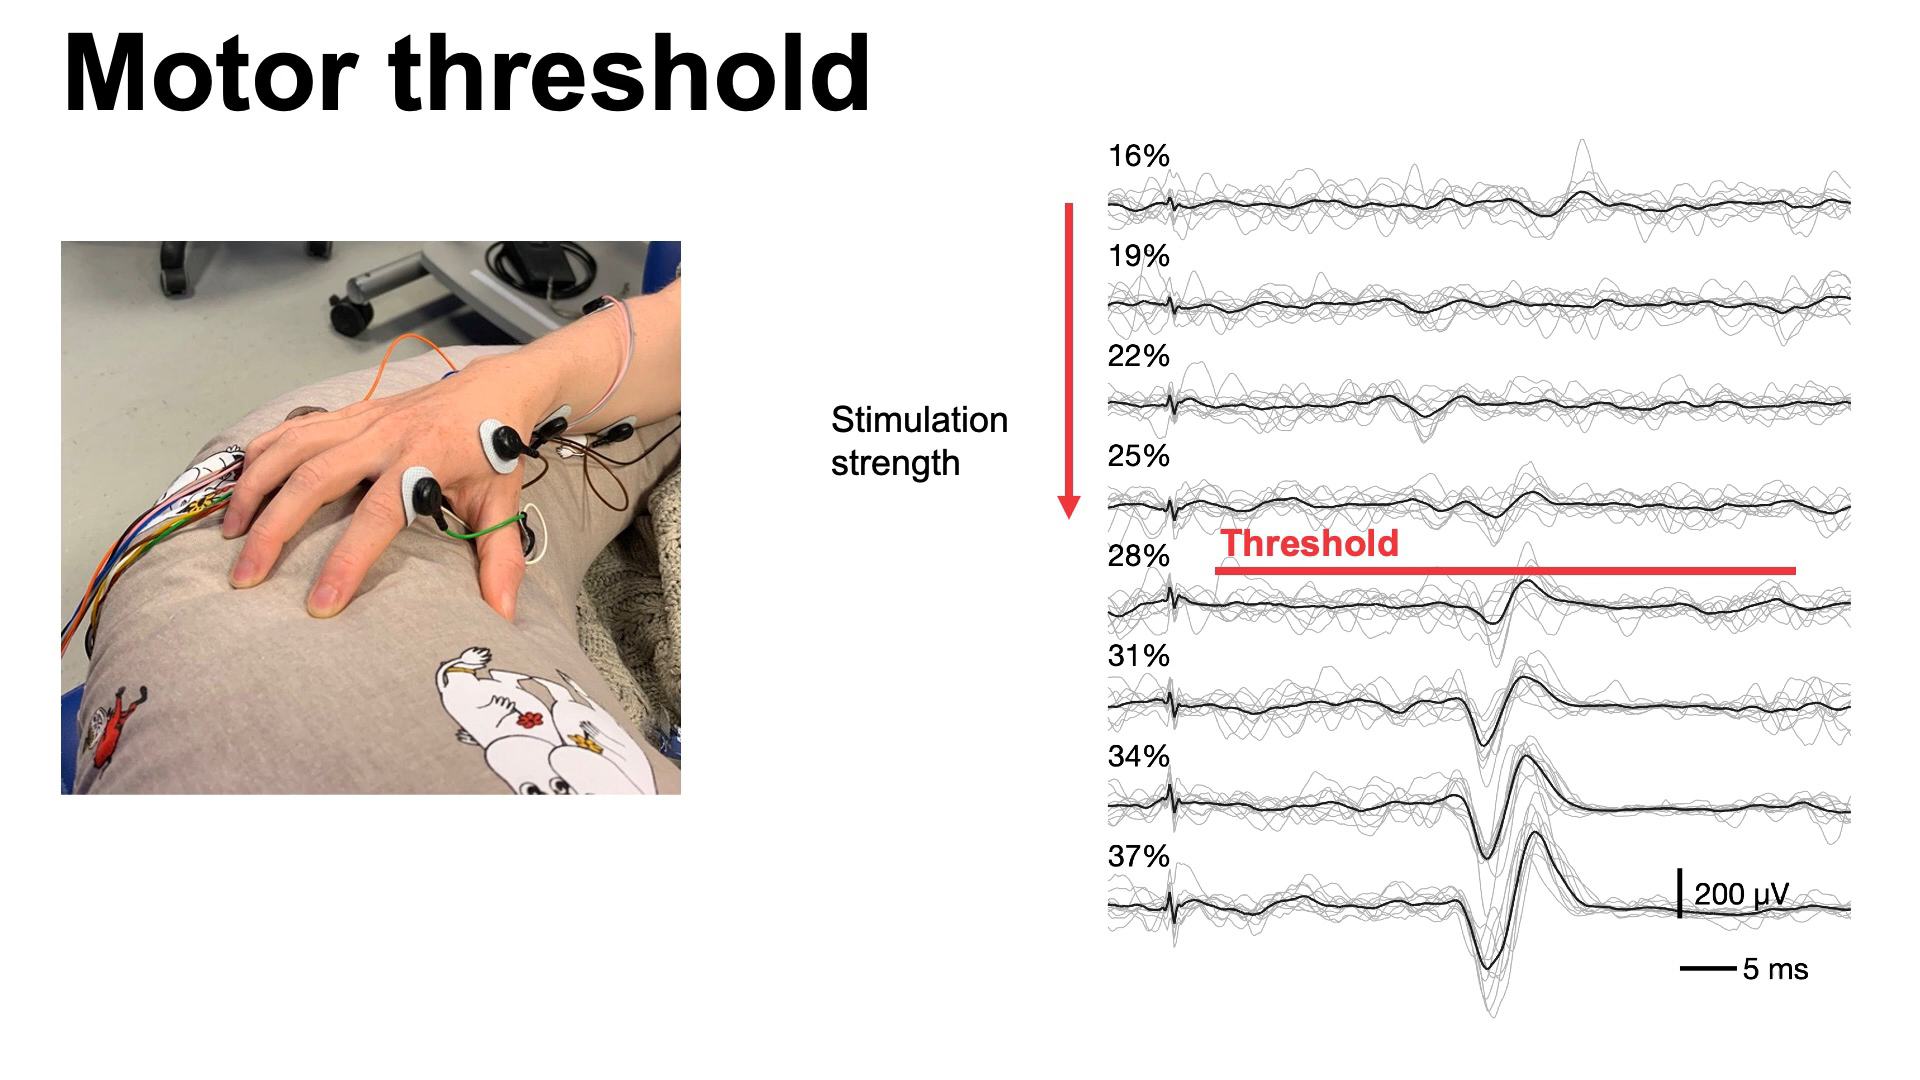 Motor threshold
Stimulation
strength
16%
19%
22%
25%
Threshold
28%
31%
34%
37%
200 µV
5 ms